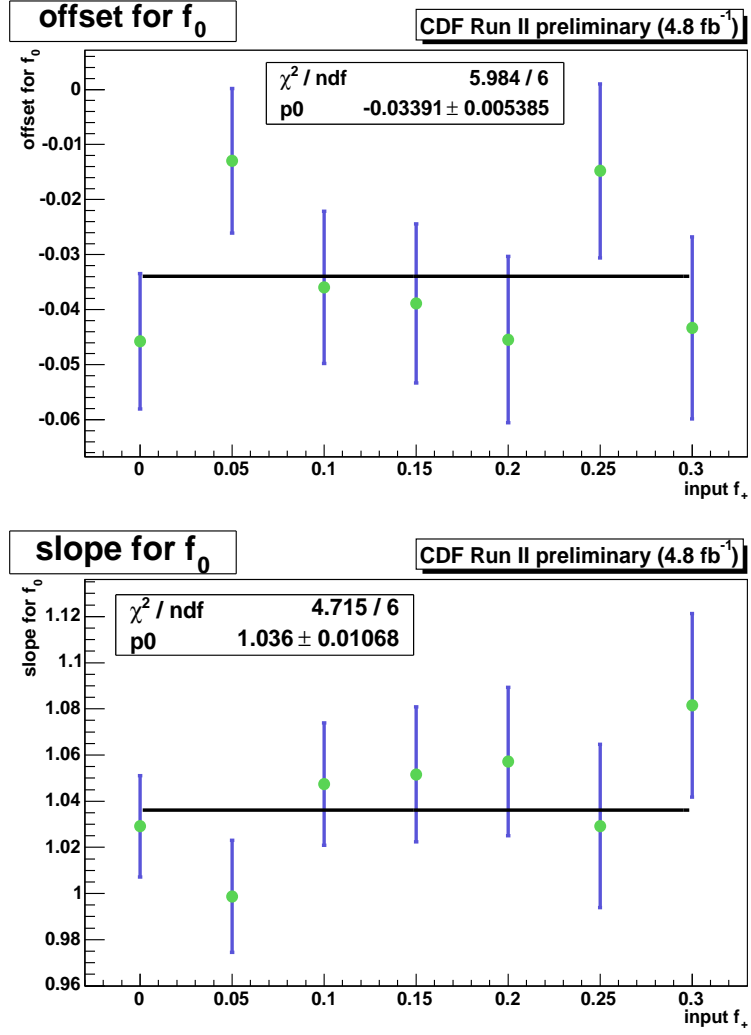 offset for f₀
CDF Run II preliminary (4.8 fb⁻¹)
offset for f₀
χ² / ndf 5.984 / 6
p0 -0.03391 ± 0.005385
0
-0.01
-0.02
-0.03
-0.04
-0.05
-0.06
0 0.05 0.1 0.15 0.2 0.25 0.3
input f₊
slope for f₀
CDF Run II preliminary (4.8 fb⁻¹)
slope for f₀
χ² / ndf 4.715 / 6
p0 1.036 ± 0.01068
1.12
1.1
1.08
1.06
1.04
1.02
1
0.98
0.96
0 0.05 0.1 0.15 0.2 0.25 0.3
input f₊